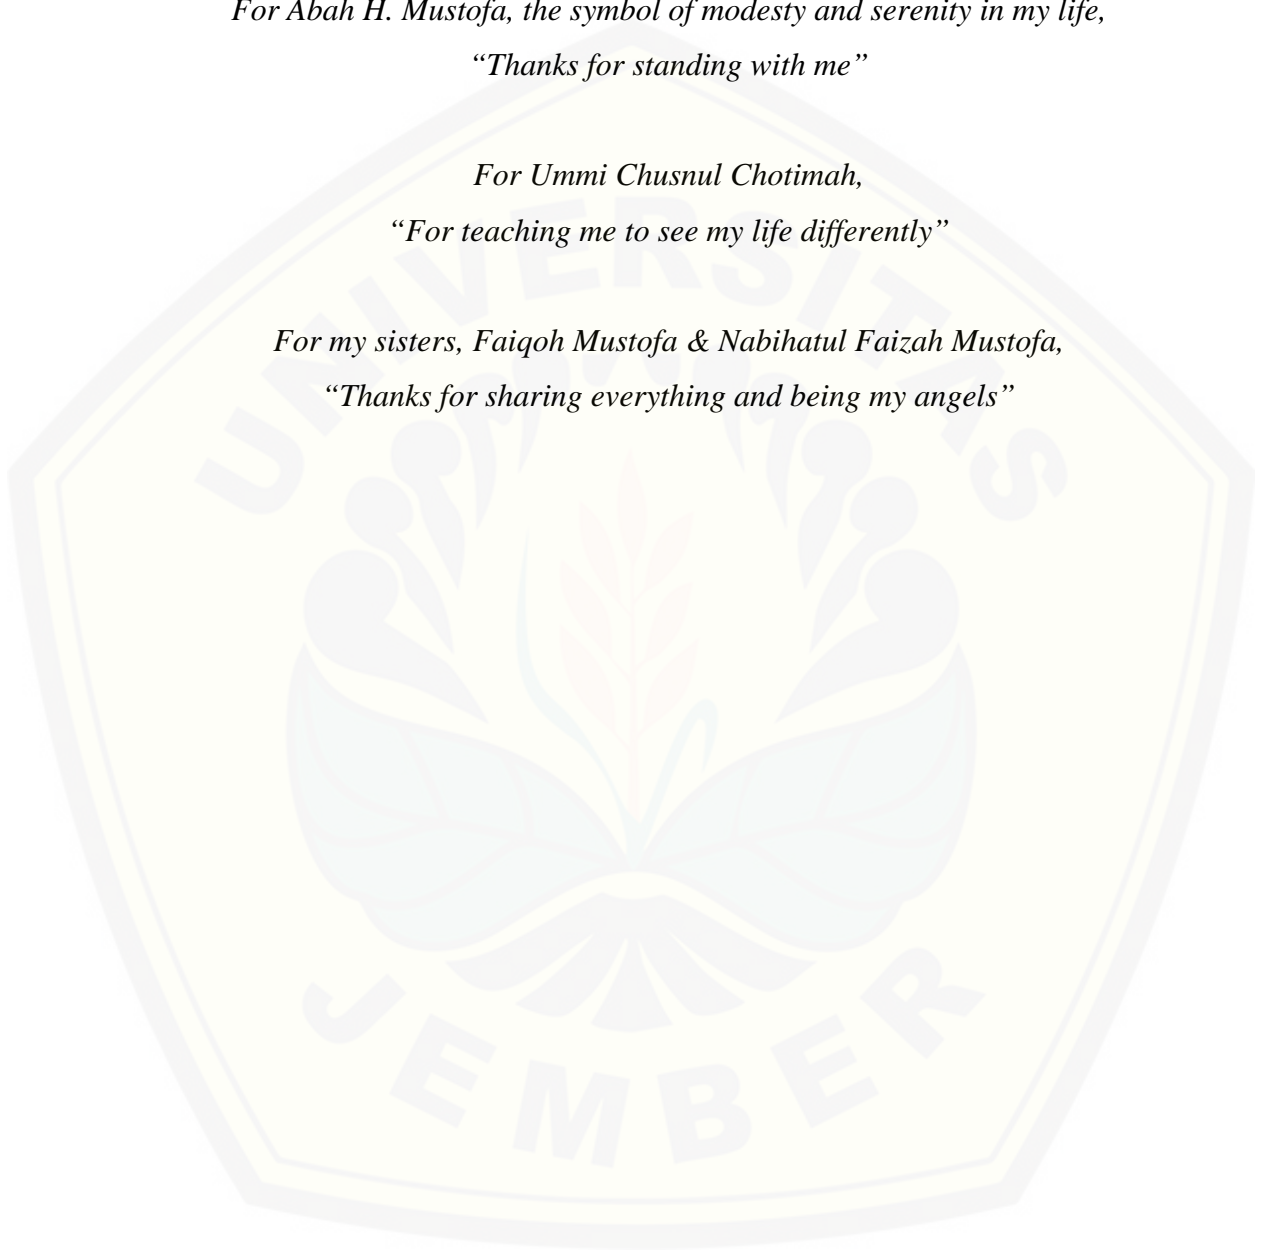 For Abah H. Mustofa, the symbol of modesty and serenity in my life,
“Thanks for standing with me”
For Ummi Chusnul Chotimah,
“For teaching me to see my life differently”
For my sisters, Faiqoh Mustofa & Nabihatul Faizah Mustofa,
“Thanks for sharing everything and being my angels”
UNIVERSITAS
JEMBER